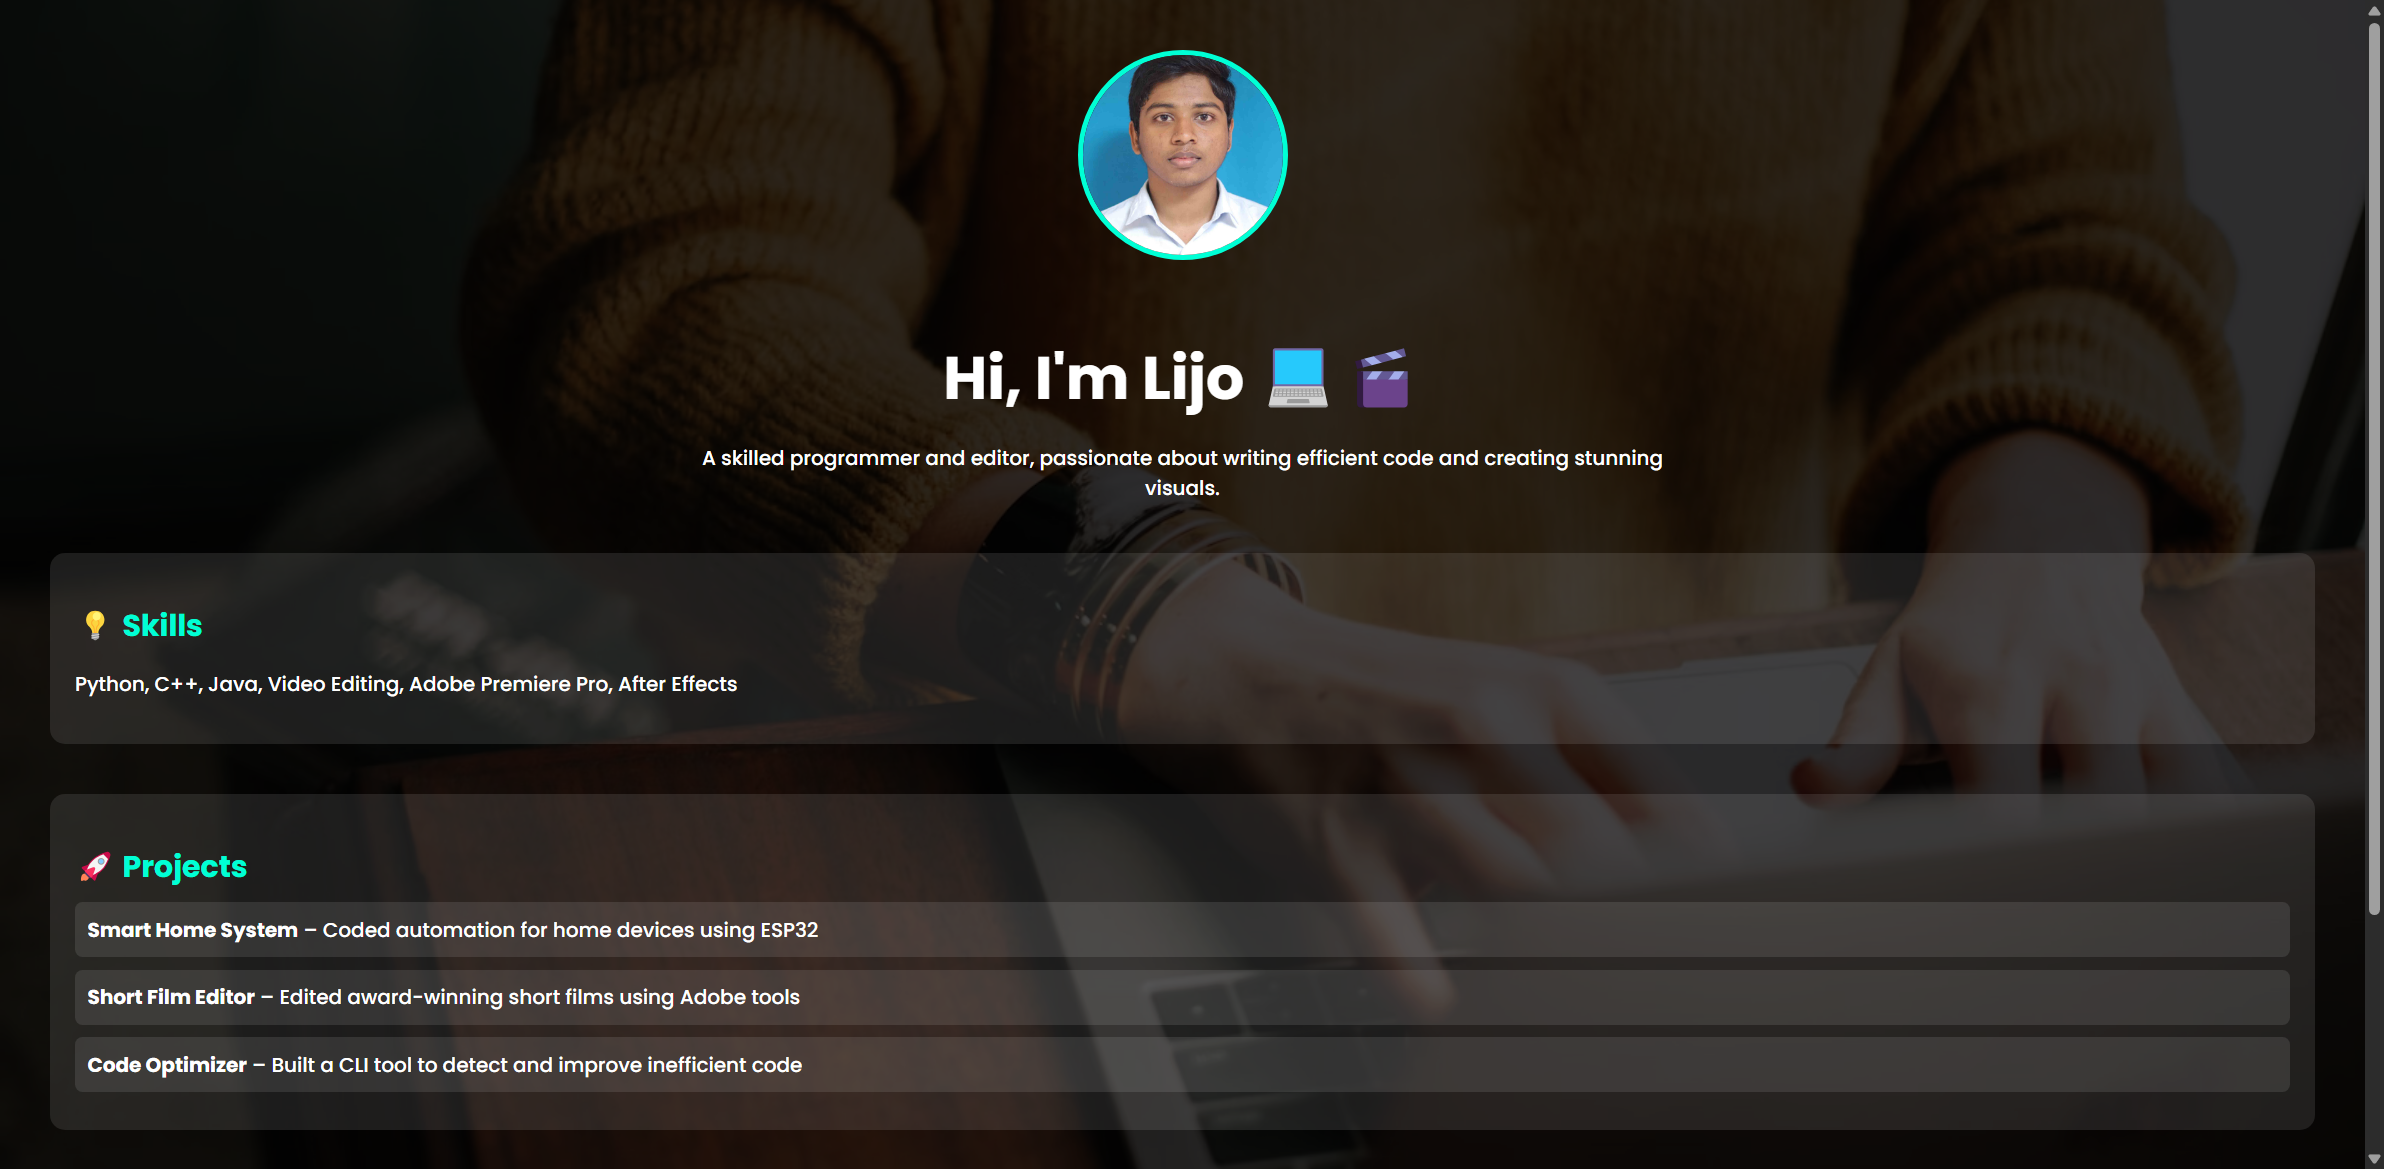 Hi, I'm Lijo 💻 🎬
A skilled programmer and editor, passionate about writing efficient code and creating stunning
visuals.
💡 Skills
Python, C++, Java, Video Editing, Adobe Premiere Pro, After Effects
🚀 Projects
Smart Home System – Coded automation for home devices using ESP32
Short Film Editor – Edited award-winning short films using Adobe tools
Code Optimizer – Built a CLI tool to detect and improve inefficient code